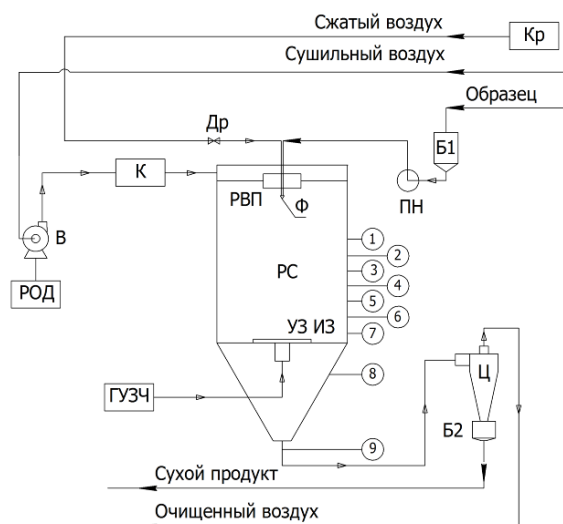 Сжатый воздух
Кр
Сушильный воздух
Образец
Др
Б1
К
РВП
Ф
ПН
В
РОД
1
2
3
РС
4
5
6
УЗ ИЗ
7
8
Ц
ГУЗЧ
Б2
9
Сухой продукт
Очищенный воздух